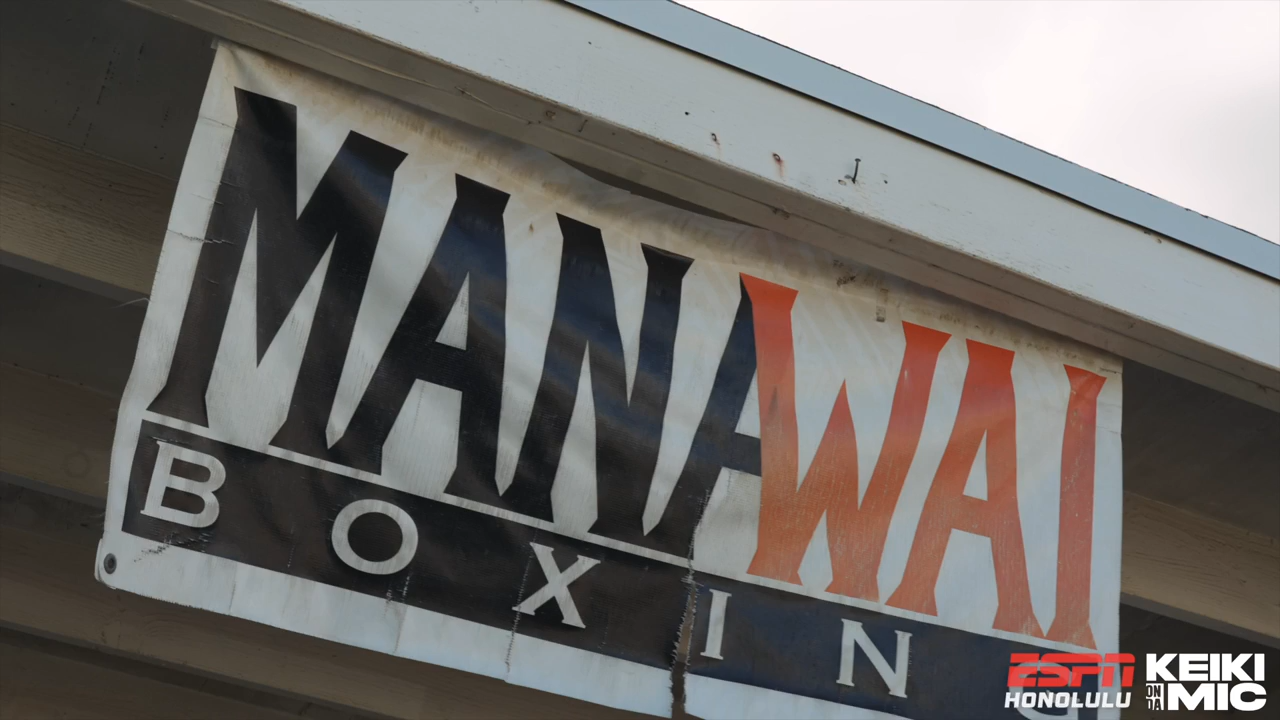 MANAWAI
BOXING
ESPN
HONOLULU
KEIKI
ON DA
MIC